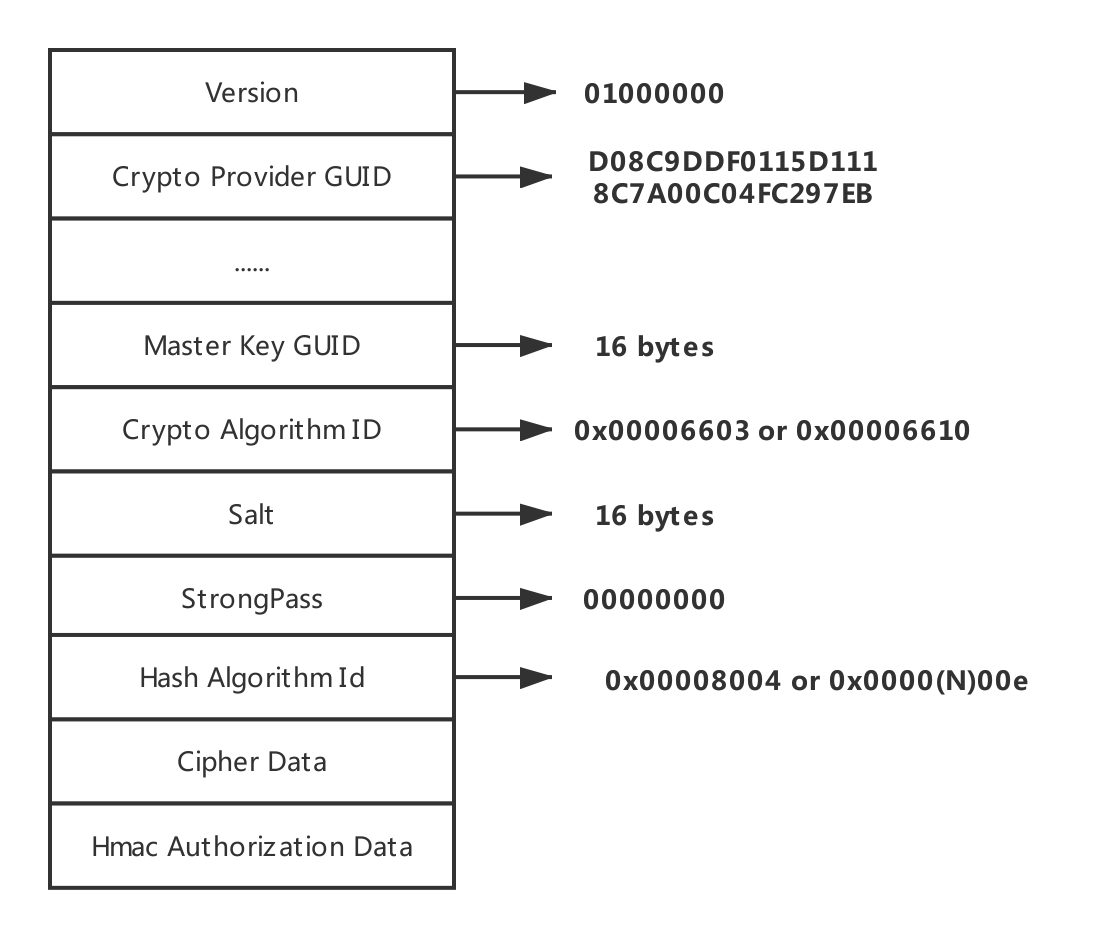 Version
01000000
Crypto Provider GUID
D08C9DDF0115D111
8C7A00C04FC297EB
......
Master Key GUID
16 bytes
Crypto Algorithm ID
0x00006603 or 0x00006610
Salt
16 bytes
StrongPass
00000000
Hash Algorithm Id
0x00008004 or 0x0000(N)00e
Cipher Data
Hmac Authorization Data